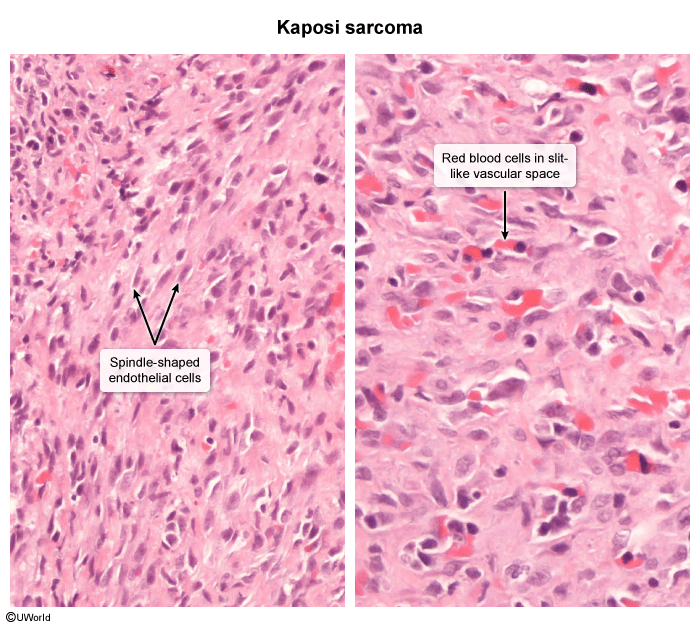 Kaposi sarcoma
Spindle-shaped
endothelial cells
Red blood cells in slit-
like vascular space
©UWorld